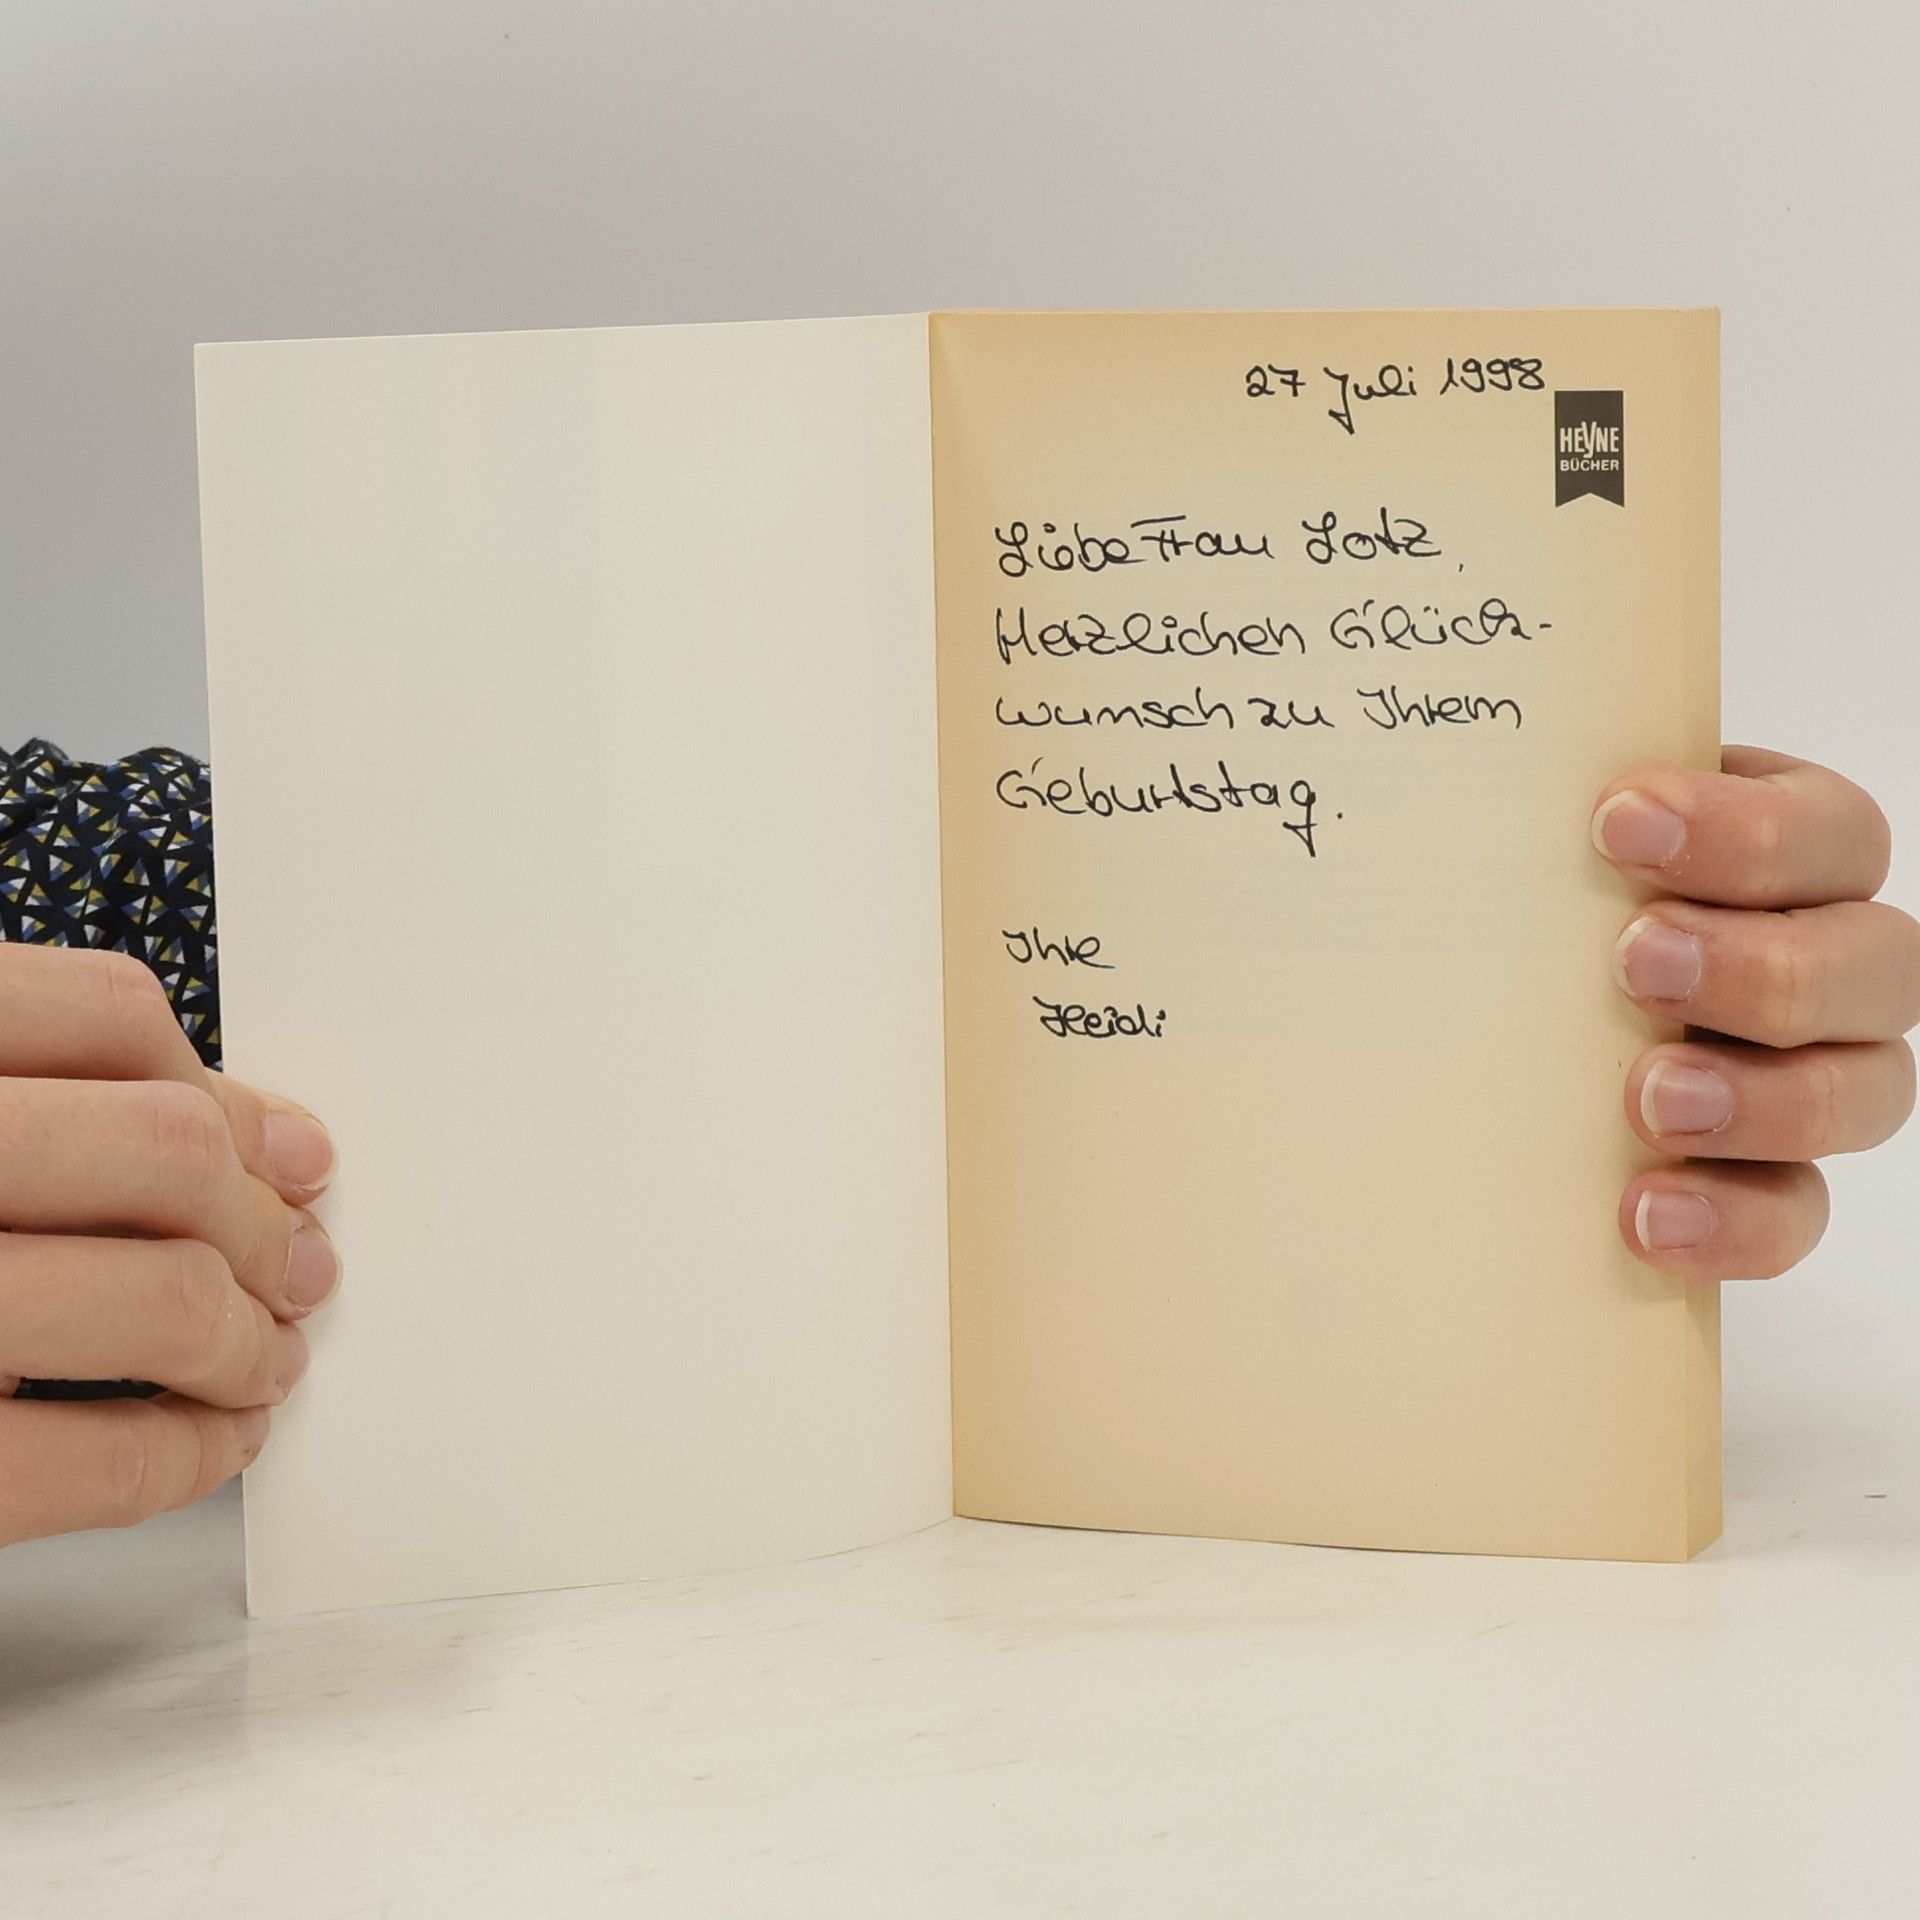 27 Juli 1998
HEYNE
BÜCHER
Liebe Frau Lotz,
Herzlichen Glück-
wunsch zu Ihrem
Geburtstag.
Ihre
Heidi